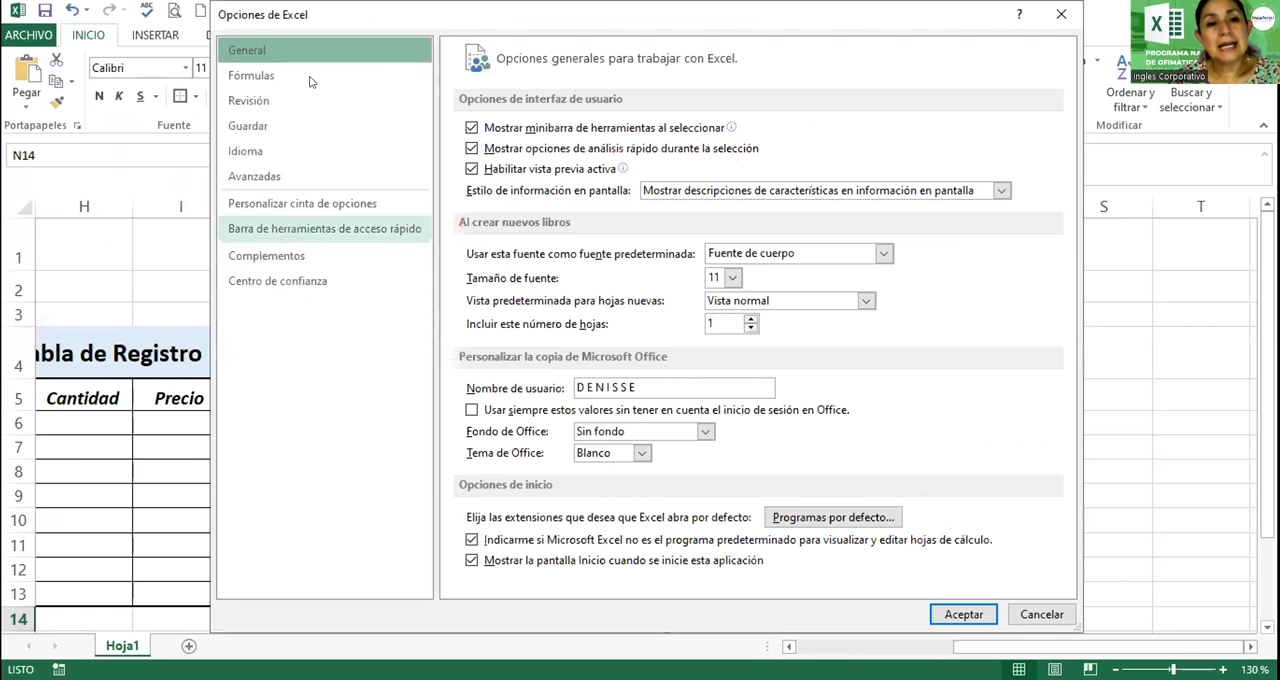 Opciones de Excel
?
ABC
ARCHIVO
INICIO
INSERTAR
Calibri
11
Pegar
N K S
Portapapeles
Fuente
N14
H
I
1
2
3
4
5
6
7
8
9
10
11
12
13
14
abla de Registro
Cantidad
Precio
General
Fórmulas
Revisión
Guardar
Idioma
Avanzadas
Personalizar cinta de opciones
Barra de herramientas de acceso rápido
Complementos
Centro de confianza
Opciones generales para trabajar con Excel.
Opciones de interfaz de usuario
Mostrar minibarra de herramientas al seleccionar
Mostrar opciones de análisis rápido durante la selección
Habilitar vista previa activa
Estilo de información en pantalla: Mostrar descripciones de características en información en pantalla
Al crear nuevos libros
Usar esta fuente como fuente predeterminada: Fuente de cuerpo
Tamaño de fuente: 11
Vista predeterminada para hojas nuevas: Vista normal
Incluir este número de hojas: 1
Personalizar la copia de Microsoft Office
Nombre de usuario: D E N I S S E
Usar siempre estos valores sin tener en cuenta el inicio de sesión en Office.
Fondo de Office: Sin fondo
Tema de Office: Blanco
Opciones de inicio
Elija las extensiones que desea que Excel abra por defecto: Programas por defecto...
Indicarme si Microsoft Excel no es el programa predeterminado para visualizar y editar hojas de cálculo.
Mostrar la pantalla Inicio cuando se inicie esta aplicación
Aceptar
Cancelar
PROGRAMA NA
DE OFIMÁTICA
Ingles Corporativo
A
Z
Ordenar y
filtrar
Buscar y
seleccionar
Modificar
S
T
Hoja1
LISTO
130 %